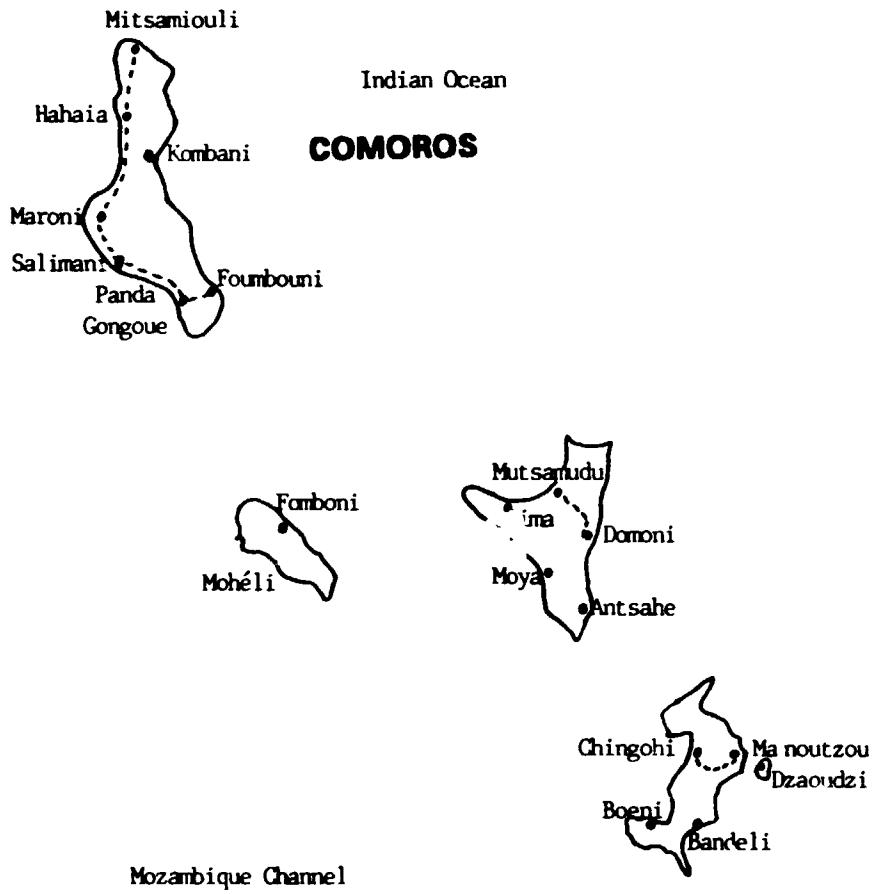 Mitsamiouli
Indian Ocean
Hahaia
COMOROS
Kombani
Maroni
Salimani
Foumbouni
Panda
Gongoue
Mutsamudu
Fomboni
Domoni
Mohéli
Moya
Antsahe
Chingohi
Dzaoudzi
Boeni
Bandeli
Mozambique Channel